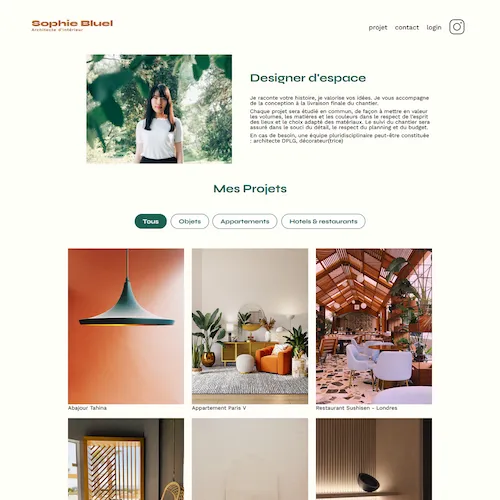 Sophie Bluel
Architecte d'intérieur
projet contact login
Designer d'espace
Je raconte votre histoire, je valorise vos idées. Je vous accompagne
de la conception à la livraison finale du chantier.
Chaque projet sera étudié en commun, de façon à mettre en valeur
les volumes, les matières et les couleurs dans le respect de l'esprit
des lieux et le choix adapté des matériaux. Le suivi du chantier sera
assuré dans le souci du détail, le respect du planning et du budget.
En cas de besoin, une équipe pluridisciplinaire peut-être constituée
: architecte DPLG, décorateur(trice)
Mes Projets
Tous Objets Appartements Hotels & restaurants
Abajour Tahina Appartement Paris V Restaurant Sushisen - Londres